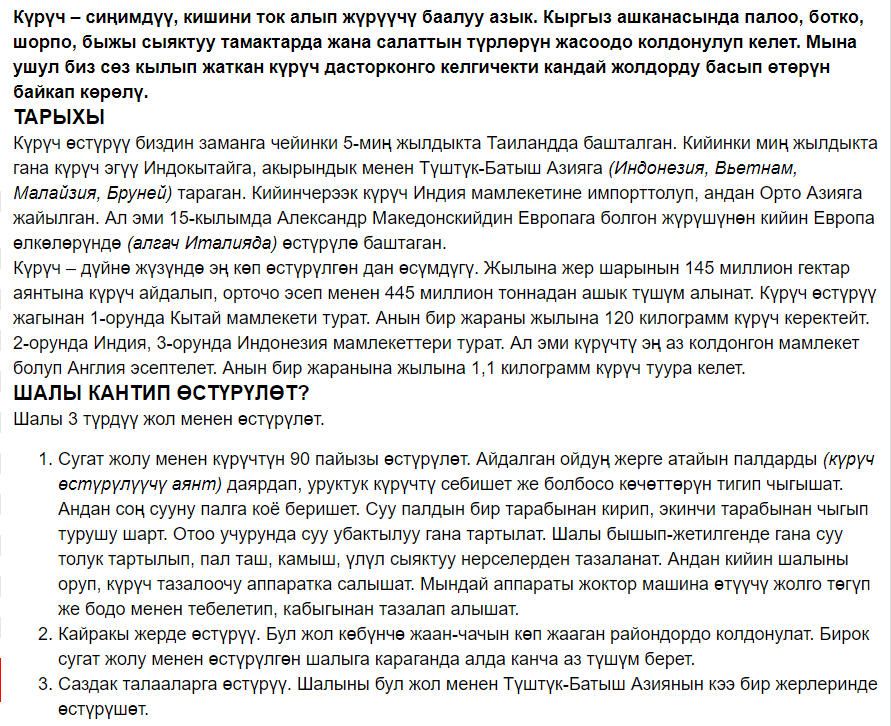 Күрүч – сиңимдүү, кишини ток алып жүрүүчү баалуу азык. Кыргыз ашканасында палоо, ботко,
шорпо, быжы сыяктуу тамактарда жана салаттын түрлөрүн жасоодо колдонулуп келет. Мына
ушул биз сөз кылып жаткан күрүч дасторконго келгичекти кандай жолдорду басып өтөрүн
байкап көрөлү.
ТАРЫХЫ
Күрүч өстүрүү биздин заманга чейинки 5-миң жылдыкта Таиландда башталган. Кийинки миң жылдыкта
гана күрүч эгүү Индокытайга, акырындык менен Түштүк-Батыш Азияга (Индонезия, Вьетнам,
Малайзия, Бруней) тараган. Кийинчерээк күрүч Индия мамлекетине импорттолуп, андан Орто Азияга
жайылган. Ал эми 15-кылымда Александр Македонскийдин Европага болгон жүрүшүнөн кийин Европа
өлкөлөрүндө (алгач Италияда) өстүрүлө баштаган.
Күрүч – дүйнө жүзүндө эң көп өстүрүлгөн дан өсүмдүгү. Жылына жер шарынын 145 миллион гектар
аянтына күрүч айдалып, орточо эсеп менен 445 миллион тоннадан ашык түшүм алынат. Күрүч өстүрүү
жагынан 1-орунда Кытай мамлекети турат. Анын бир жараны жылына 120 килограмм күрүч керектейт.
2-орунда Индия, 3-орунда Индонезия мамлекеттери турат. Ал эми күрүчтү эң аз колдонгон мамлекет
болуп Англия эсептелет. Анын бир жаранына жылына 1,1 килограмм күрүч туура келет.
ШАЛЫ КАНТИП ӨСТҮРҮЛӨТ?
Шалы 3 түрдүү жол менен өстүрүлөт.
1. Сугат жолу менен күрүчтүн 90 пайызы өстүрүлөт. Айдалган ойдуң жерге атайын палдарды (күрүч
өстүрүлүүчү аянт) даярдап, уруктук күрүчтү себишет же болбосо көчөттөрүн тигип чыгышат.
Андан соң сууну палга коё беришет. Суу палдын бир тарабынан кирип, экинчи тарабынан чыгып
турушу шарт. Отоо учурунда суу убактылуу гана тартылат. Шалы бышып-жетилгенде гана суу
толук тартылып, пал таш, камыш, үлүл сыяктуу нерселерден тазаланат. Андан кийин шалыны
оруп, күрүч тазалоочу аппаратка салышат. Мындай аппараты жоктор машина өтүүчү жолго төгүп
же бодо менен тебелетип, кабыгынан тазалап алышат.
2. Кайракы жерде өстүрүү. Бул жол көбүнчө жаан-чачын көп жааган райондордо колдонулат. Бирок
сугат жолу менен өстүрүлгөн шалыга караганда алда канча аз түшүм берет.
3. Саздак талааларга өстүрүү. Шалыны бул жол менен Түштүк-Батыш Азиянын кээ бир жерлеринде
өстүрүшөт.